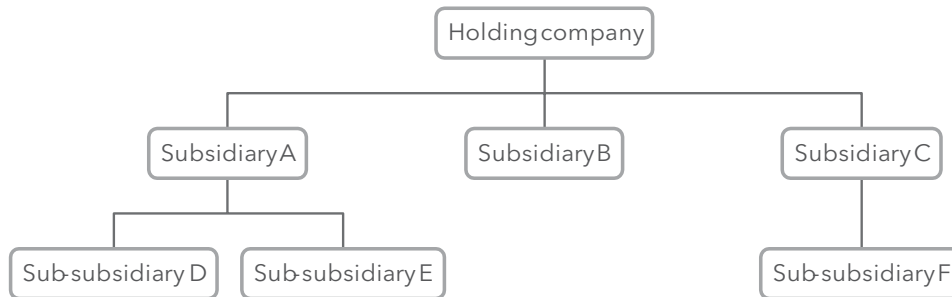 Holding company
Subsidiary A
Subsidiary B
Subsidiary C
Sub-subsidiary D
Sub-subsidiary E
Sub-subsidiary F